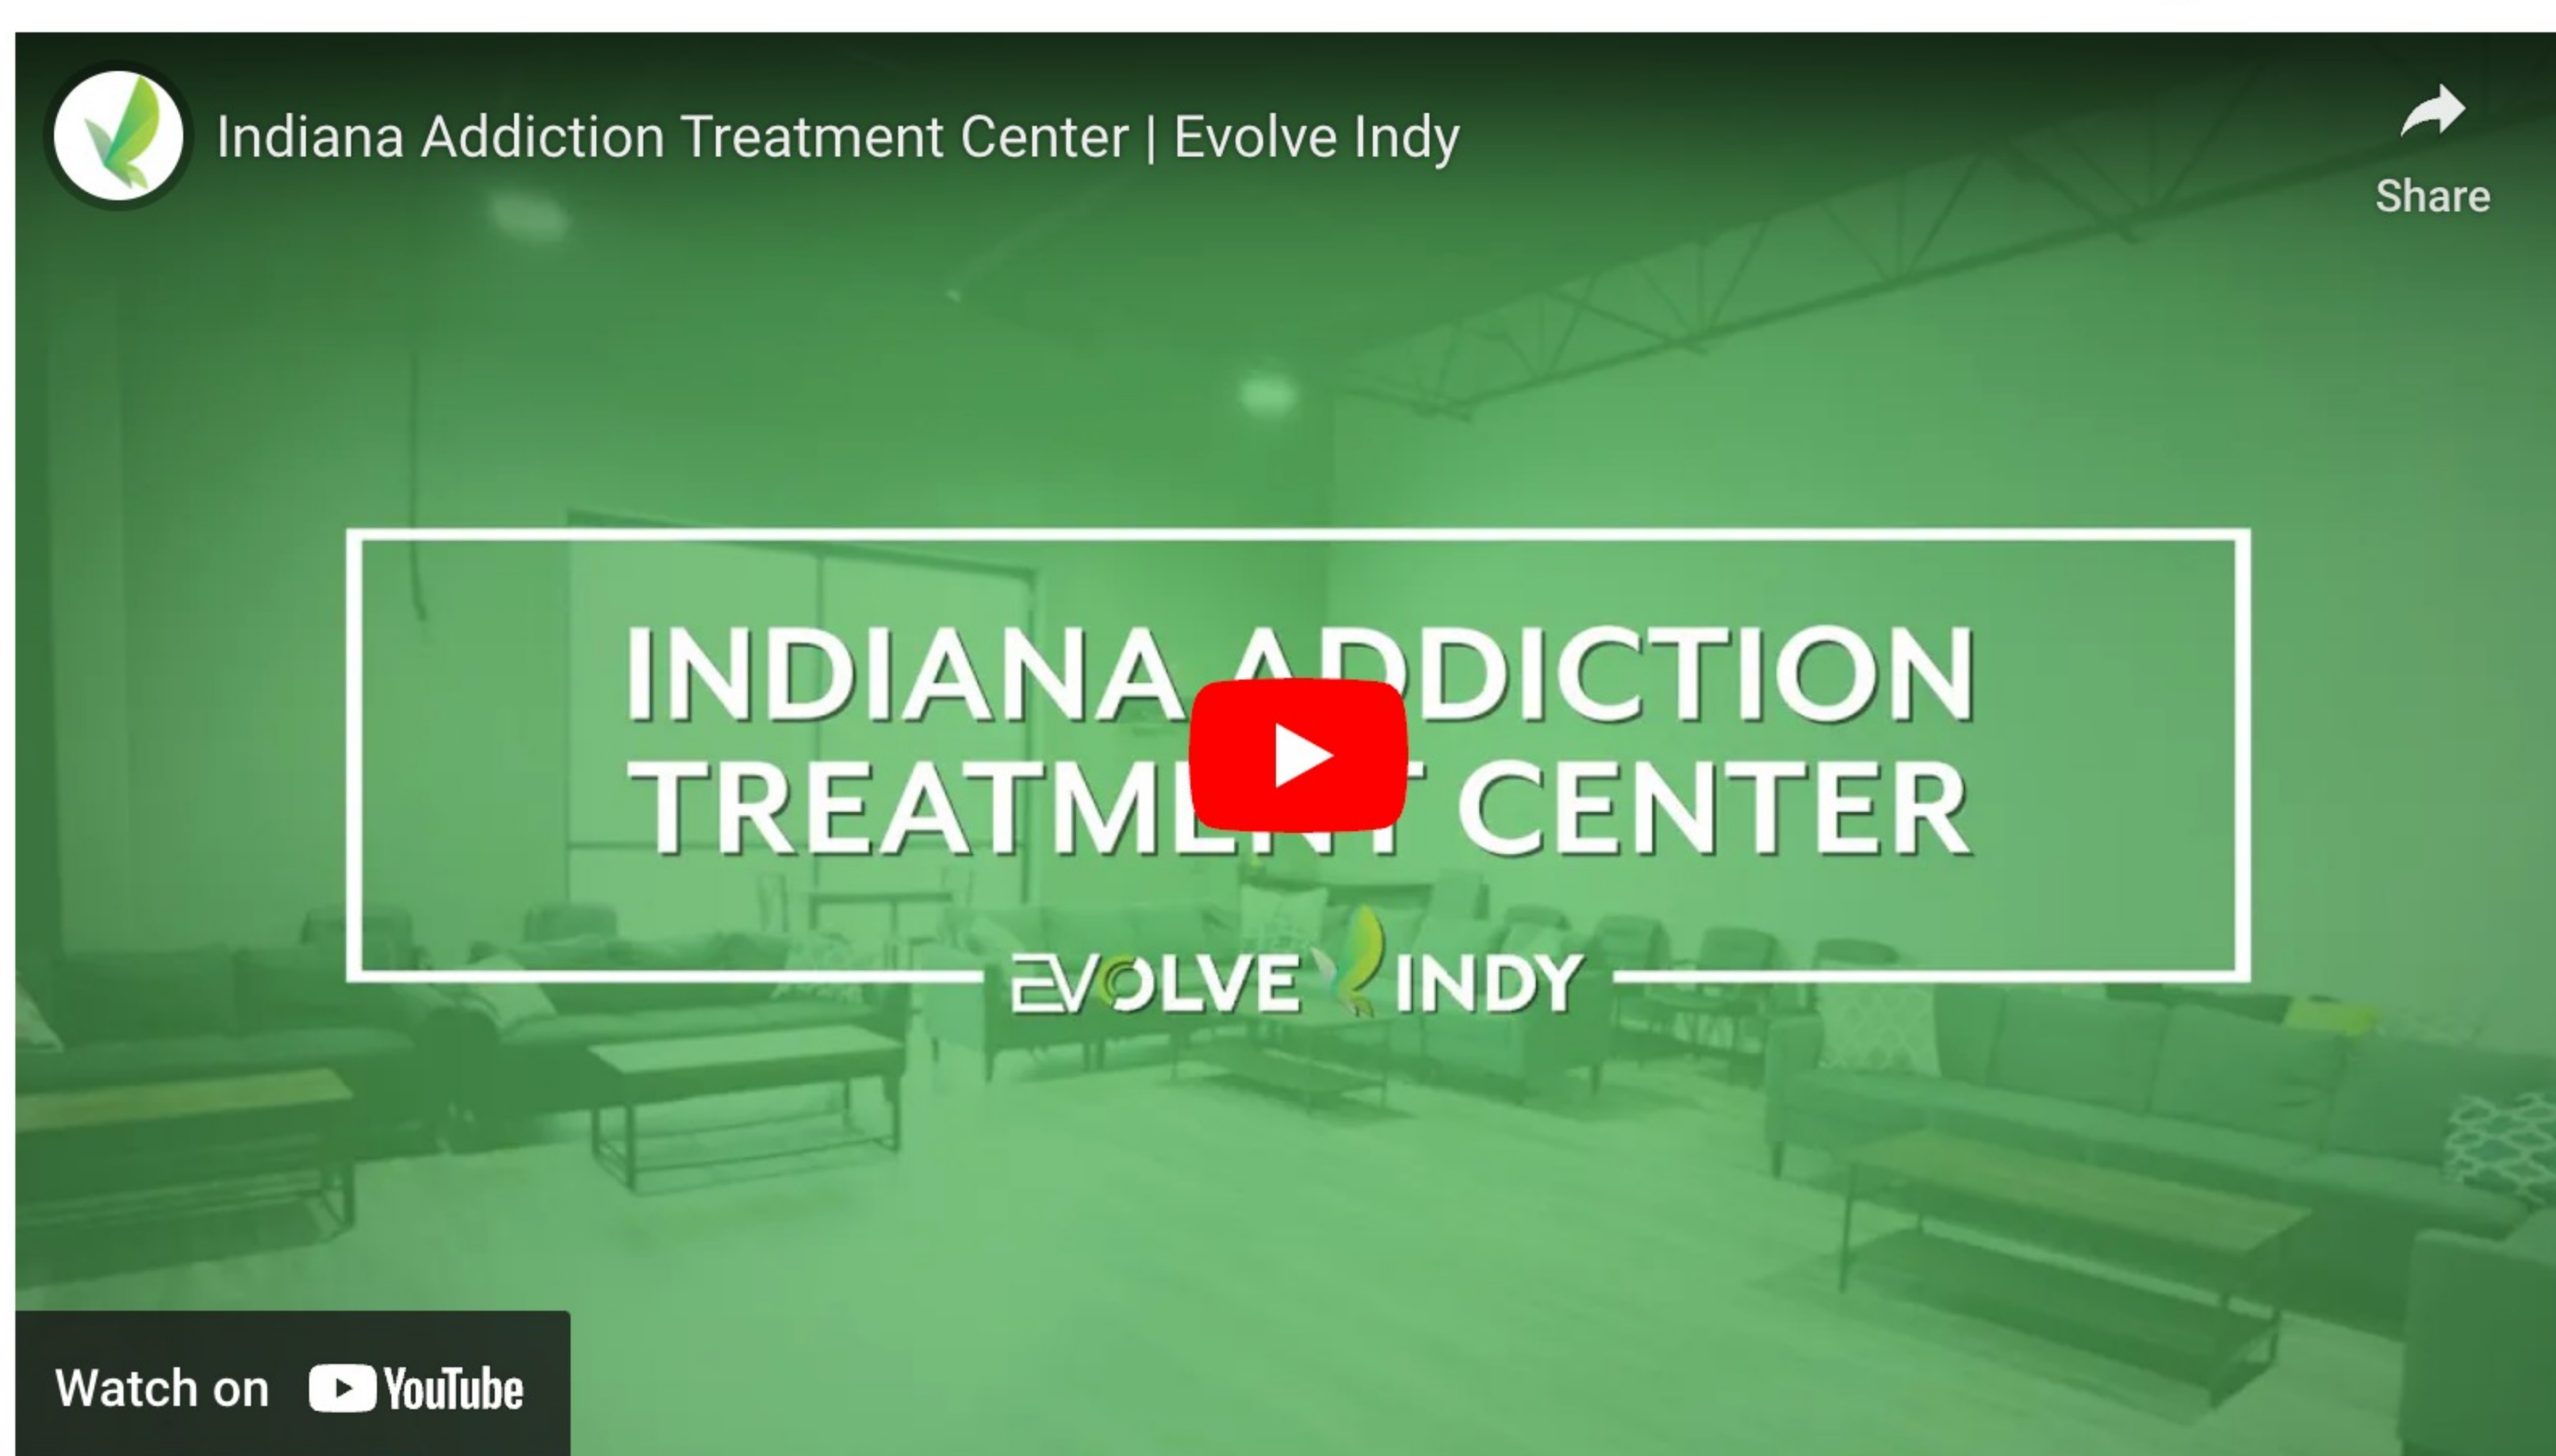 Indiana Addiction Treatment Center | Evolve Indy
Share
INDIANA ADDICTION
TREATMENT CENTER
EVOLVE INDY
Watch on YouTube